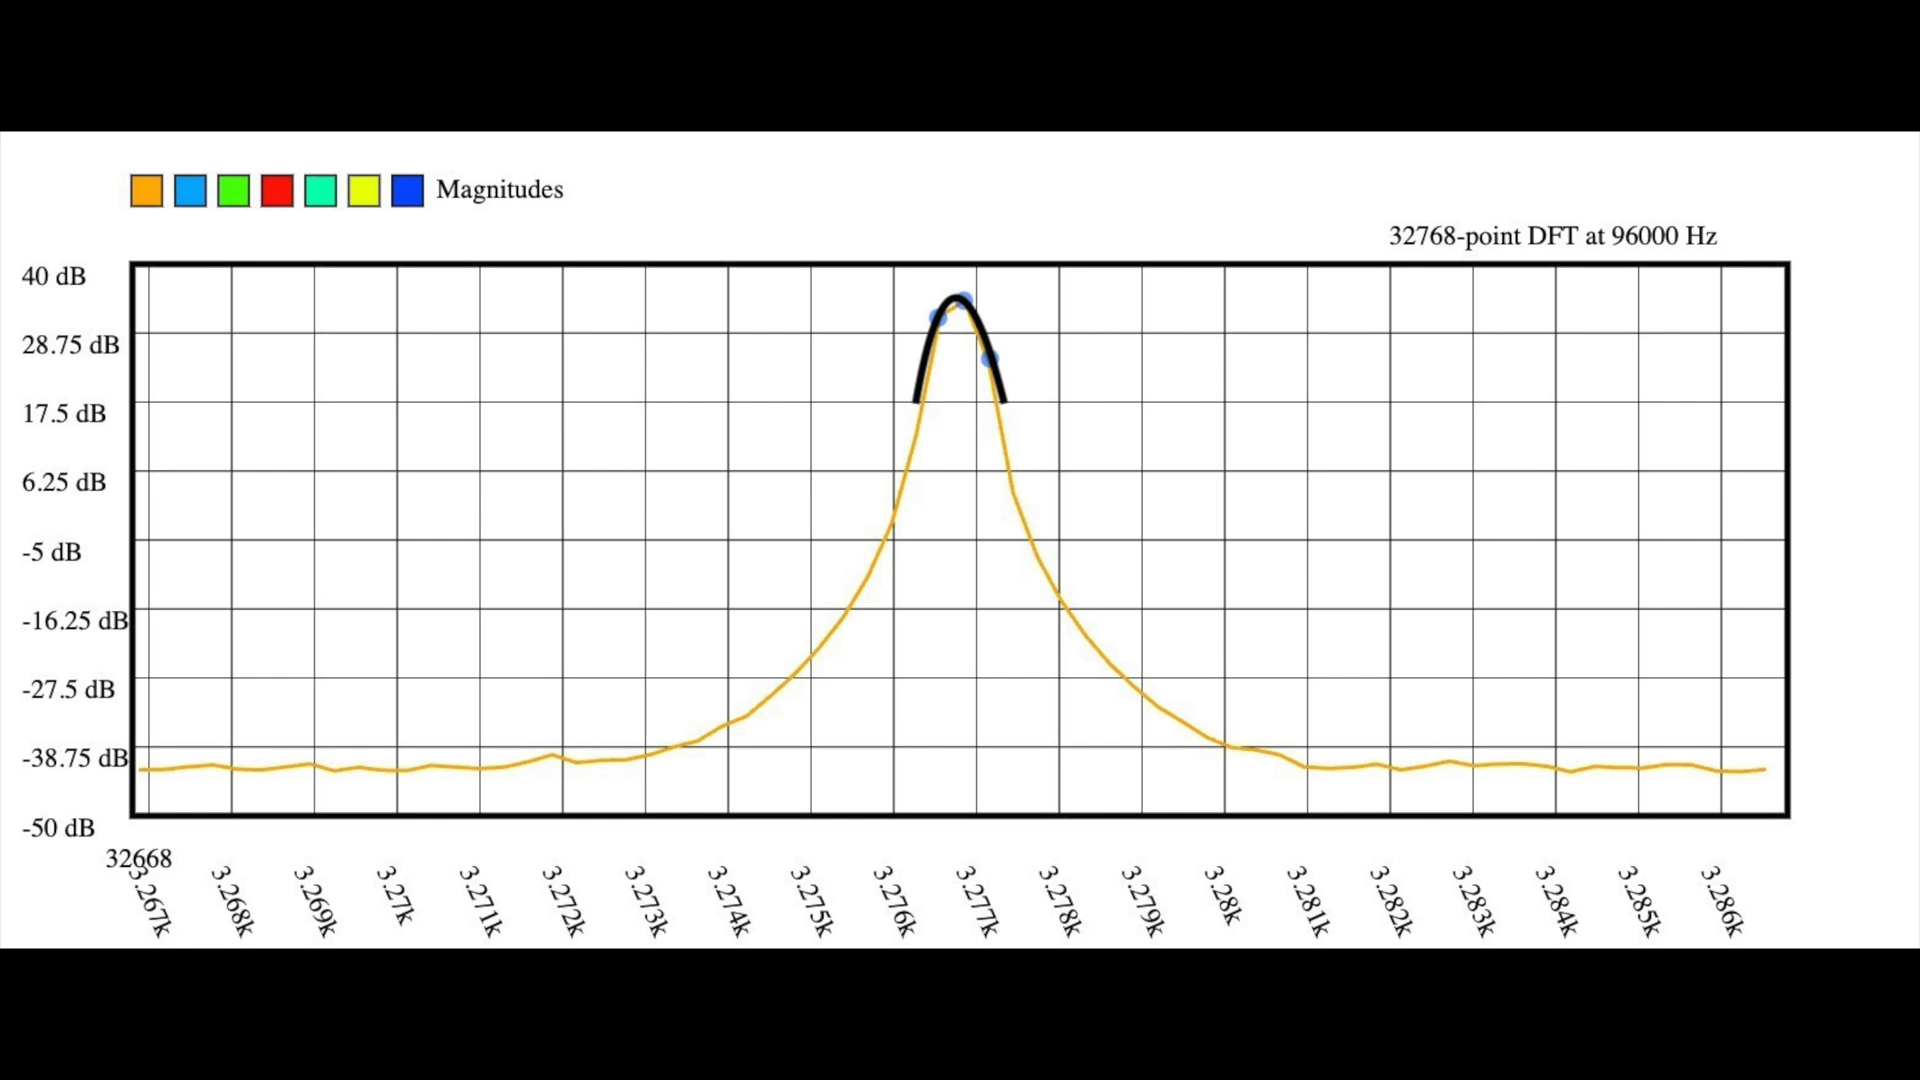 Magnitudes
32768-point DFT at 96000 Hz
40 dB
28.75 dB
17.5 dB
6.25 dB
-5 dB
-16.25 dB
-27.5 dB
-38.75 dB
-50 dB
32668
3.267k
3.268k
3.269k
3.27k
3.271k
3.272k
3.273k
3.274k
3.275k
3.276k
3.277k
3.278k
3.279k
3.28k
3.281k
3.282k
3.283k
3.284k
3.285k
3.286k